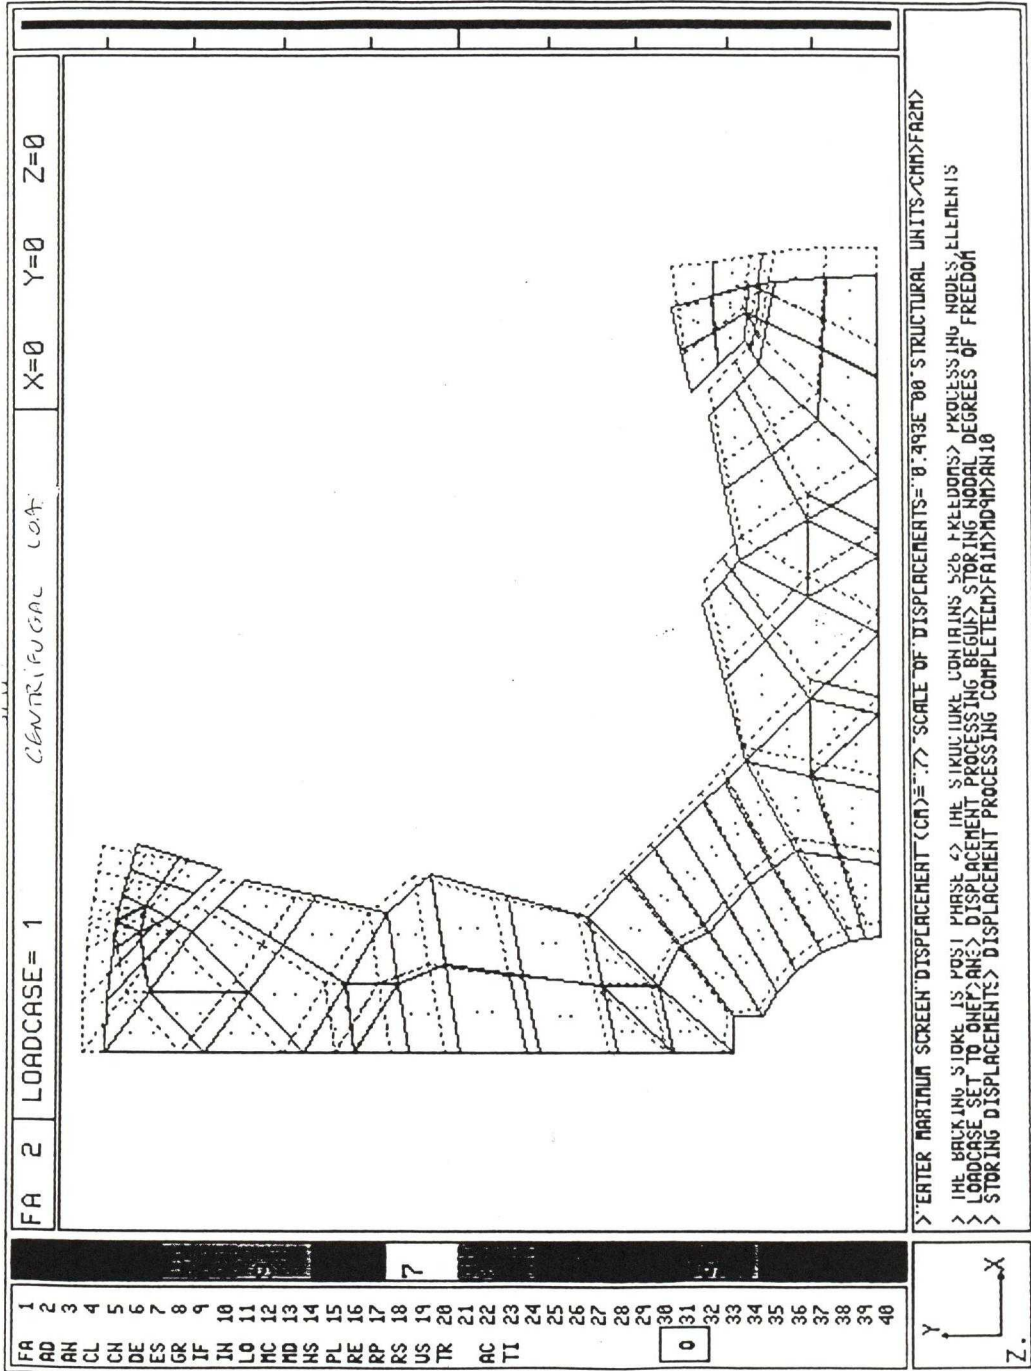 FA 2 LOADCASE= 1 CENTRIFUGAL LOA X=0 Y=0 Z=0
FA 1
AD 2
AN 3
CL 4
CN 5
DE 6
ES 7
GR 8
IF 9
IN 10
LO 11
MC 12
MD 13
NS 14
PL 15
RE 16
RP 17
RS 18
US 19
TR 20
21
AC 22
TI 23
24
25
26
27
28
29
30
0 31
32
33
34
35
36
37
38
39
40
7
>ENTER MAXIMUM SCREEN DISPLACEMENT (CM)= .7> SCALE OF DISPLACEMENTS= 0.493E 00 STRUCTURAL UNITS/CMM>FA2M>
> THE BACKING STORE IS POST PHASE 2> THE STRUCTURE CONTAINS 526 FREEDOMS> PROCESSING NODES,ELEMENTS
> LOADCASE SET TO ONEM>AN3> DISPLACEMENT PROCESSING BEGUN> STORING NODAL DEGREES OF FREEDOM
> STORING DISPLACEMENTS> DISPLACEMENT PROCESSING COMPLETECM>FA1M>MD9M>AN10
Y
X
Z.